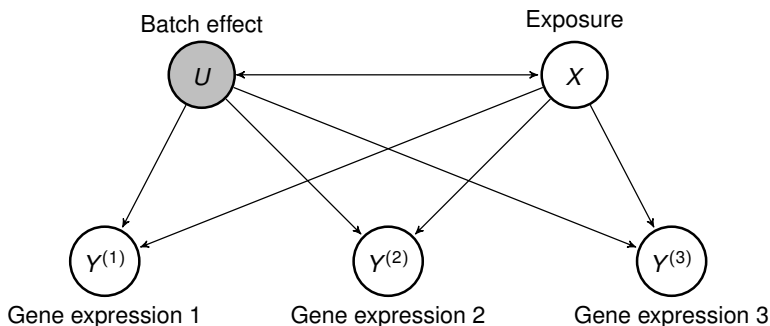 Batch effect
Exposure
U
X
Y(1)
Y(2)
Y(3)
Gene expression 1
Gene expression 2
Gene expression 3